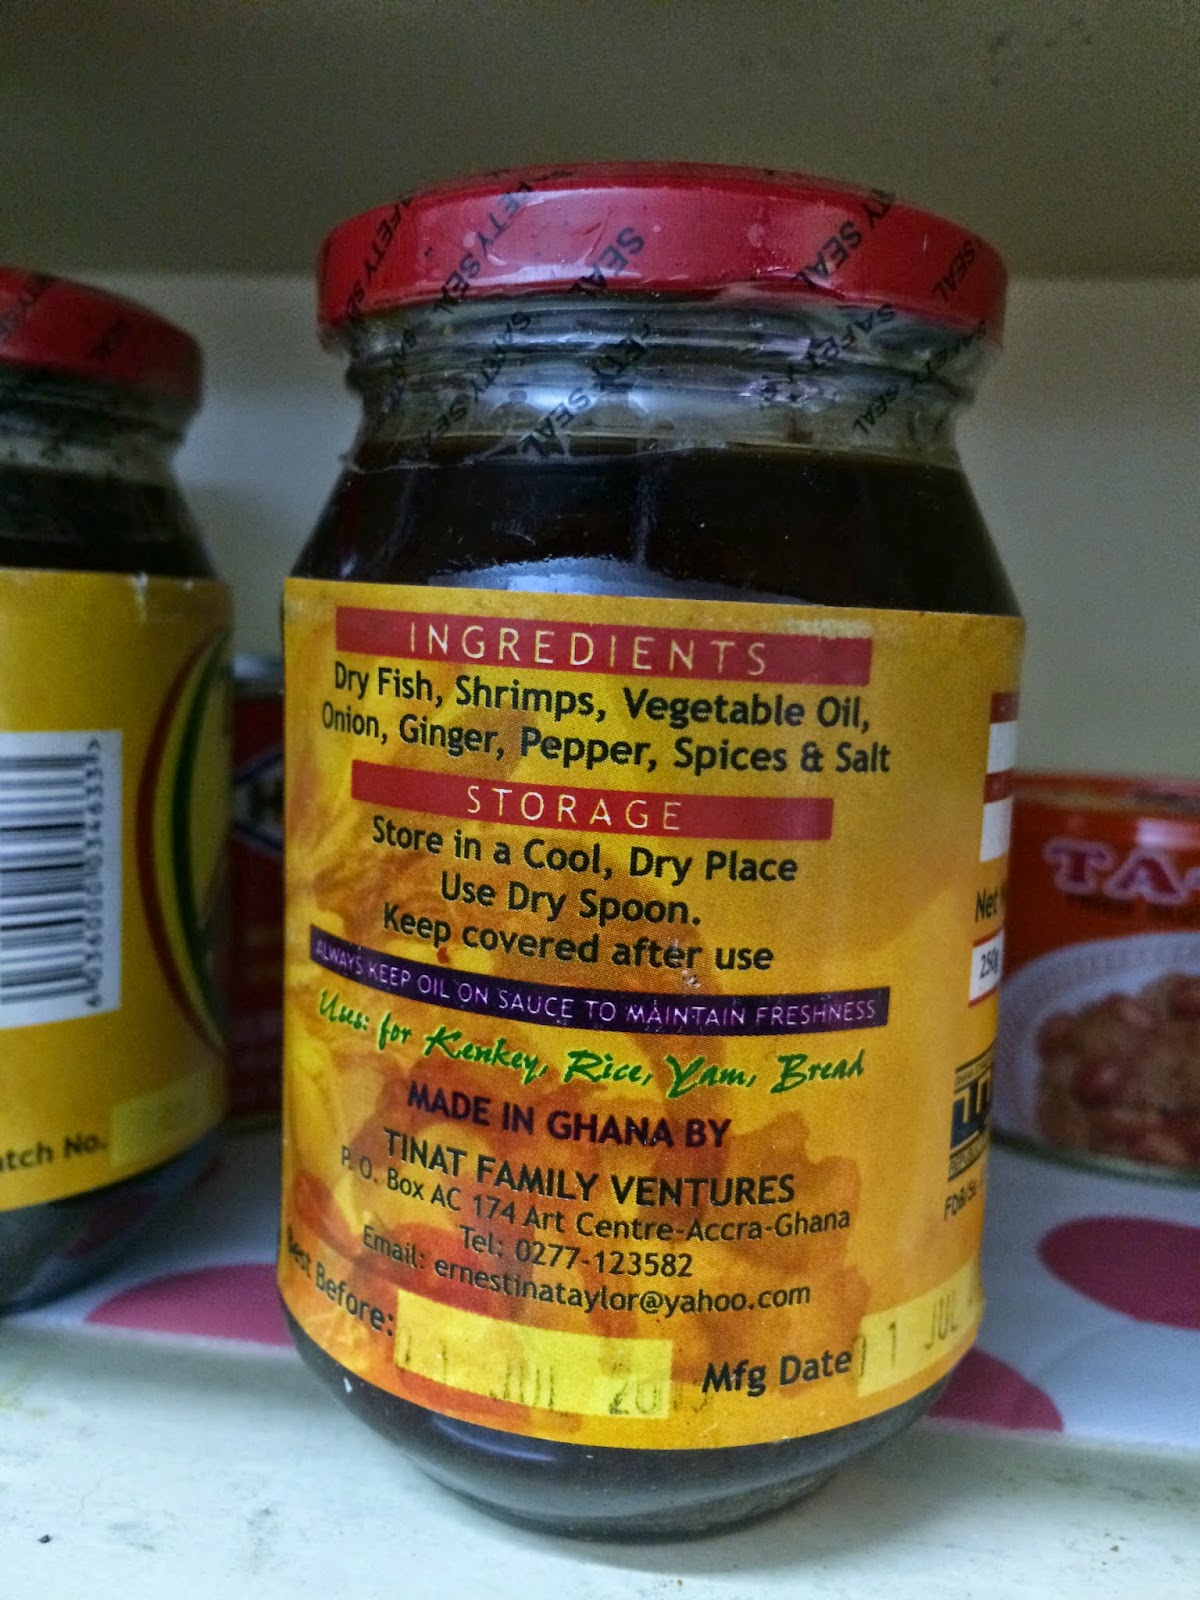 SAFETY SEAL
INGREDIENTS
Dry Fish, Shrimps, Vegetable Oil,
Onion, Ginger, Pepper, Spices & Salt
STORAGE
Store in a Cool, Dry Place
Use Dry Spoon.
Keep covered after use
ALWAYS KEEP OIL ON SAUCE TO MAINTAIN FRESHNESS
Uses: for Kenkey, Rice, Yam, Bread
MADE IN GHANA BY
TINAT FAMILY VENTURES
P. O. Box AC 174 Art Centre-Accra-Ghana
Tel: 0277-123582
Email: ernestinataylor@yahoo.com
Best Before: JUL
Mfg Date JUL
Net
250g
No.
TA